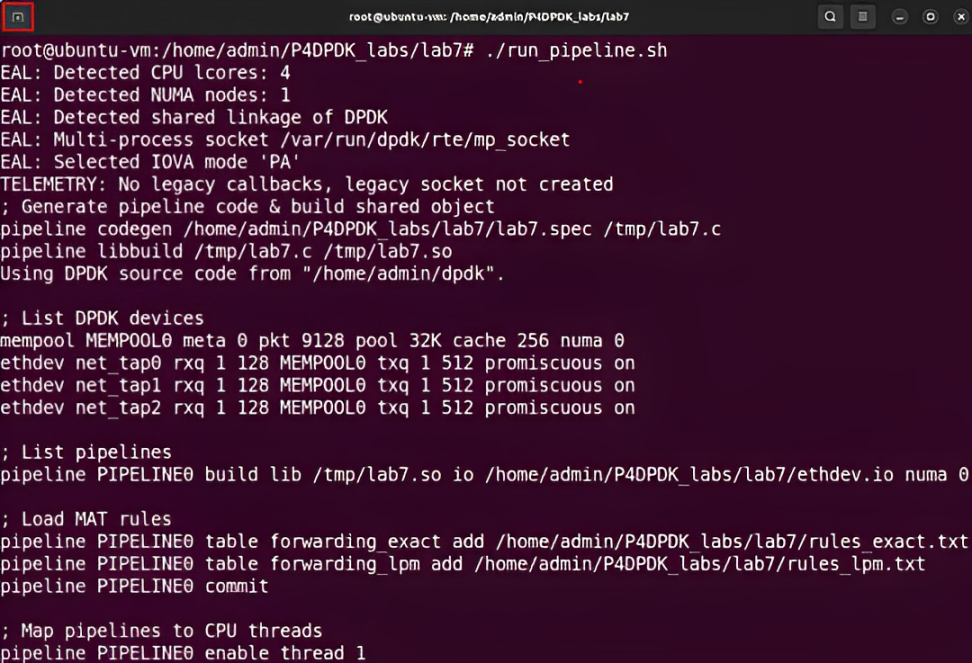 root@ubuntu-vm: /home/admin/P4DPDK_labs/lab7
root@ubuntu-vm:/home/admin/P4DPDK_labs/lab7# ./run_pipeline.sh
EAL: Detected CPU lcores: 4
EAL: Detected NUMA nodes: 1
EAL: Detected shared linkage of DPDK
EAL: Multi-process socket /var/run/dpdk/rte/mp_socket
EAL: Selected IOVA mode 'PA'
TELEMETRY: No legacy callbacks, legacy socket not created
; Generate pipeline code & build shared object
pipeline codegen /home/admin/P4DPDK_labs/lab7/lab7.spec /tmp/lab7.c
pipeline libbuild /tmp/lab7.c /tmp/lab7.so
Using DPDK source code from "/home/admin/dpdk".
; List DPDK devices
mempool MEMPOOL0 meta 0 pkt 9128 pool 32K cache 256 numa 0
ethdev net_tap0 rxq 1 128 MEMPOOL0 txq 1 512 promiscuous on
ethdev net_tap1 rxq 1 128 MEMPOOL0 txq 1 512 promiscuous on
ethdev net_tap2 rxq 1 128 MEMPOOL0 txq 1 512 promiscuous on
; List pipelines
pipeline PIPELINE0 build lib /tmp/lab7.so io /home/admin/P4DPDK_labs/lab7/ethdev.io numa 0
; Load MAT rules
pipeline PIPELINE0 table forwarding_exact add /home/admin/P4DPDK_labs/lab7/rules_exact.txt
pipeline PIPELINE0 table forwarding_lpm add /home/admin/P4DPDK_labs/lab7/rules_lpm.txt
pipeline PIPELINE0 commit
; Map pipelines to CPU threads
pipeline PIPELINE0 enable thread 1